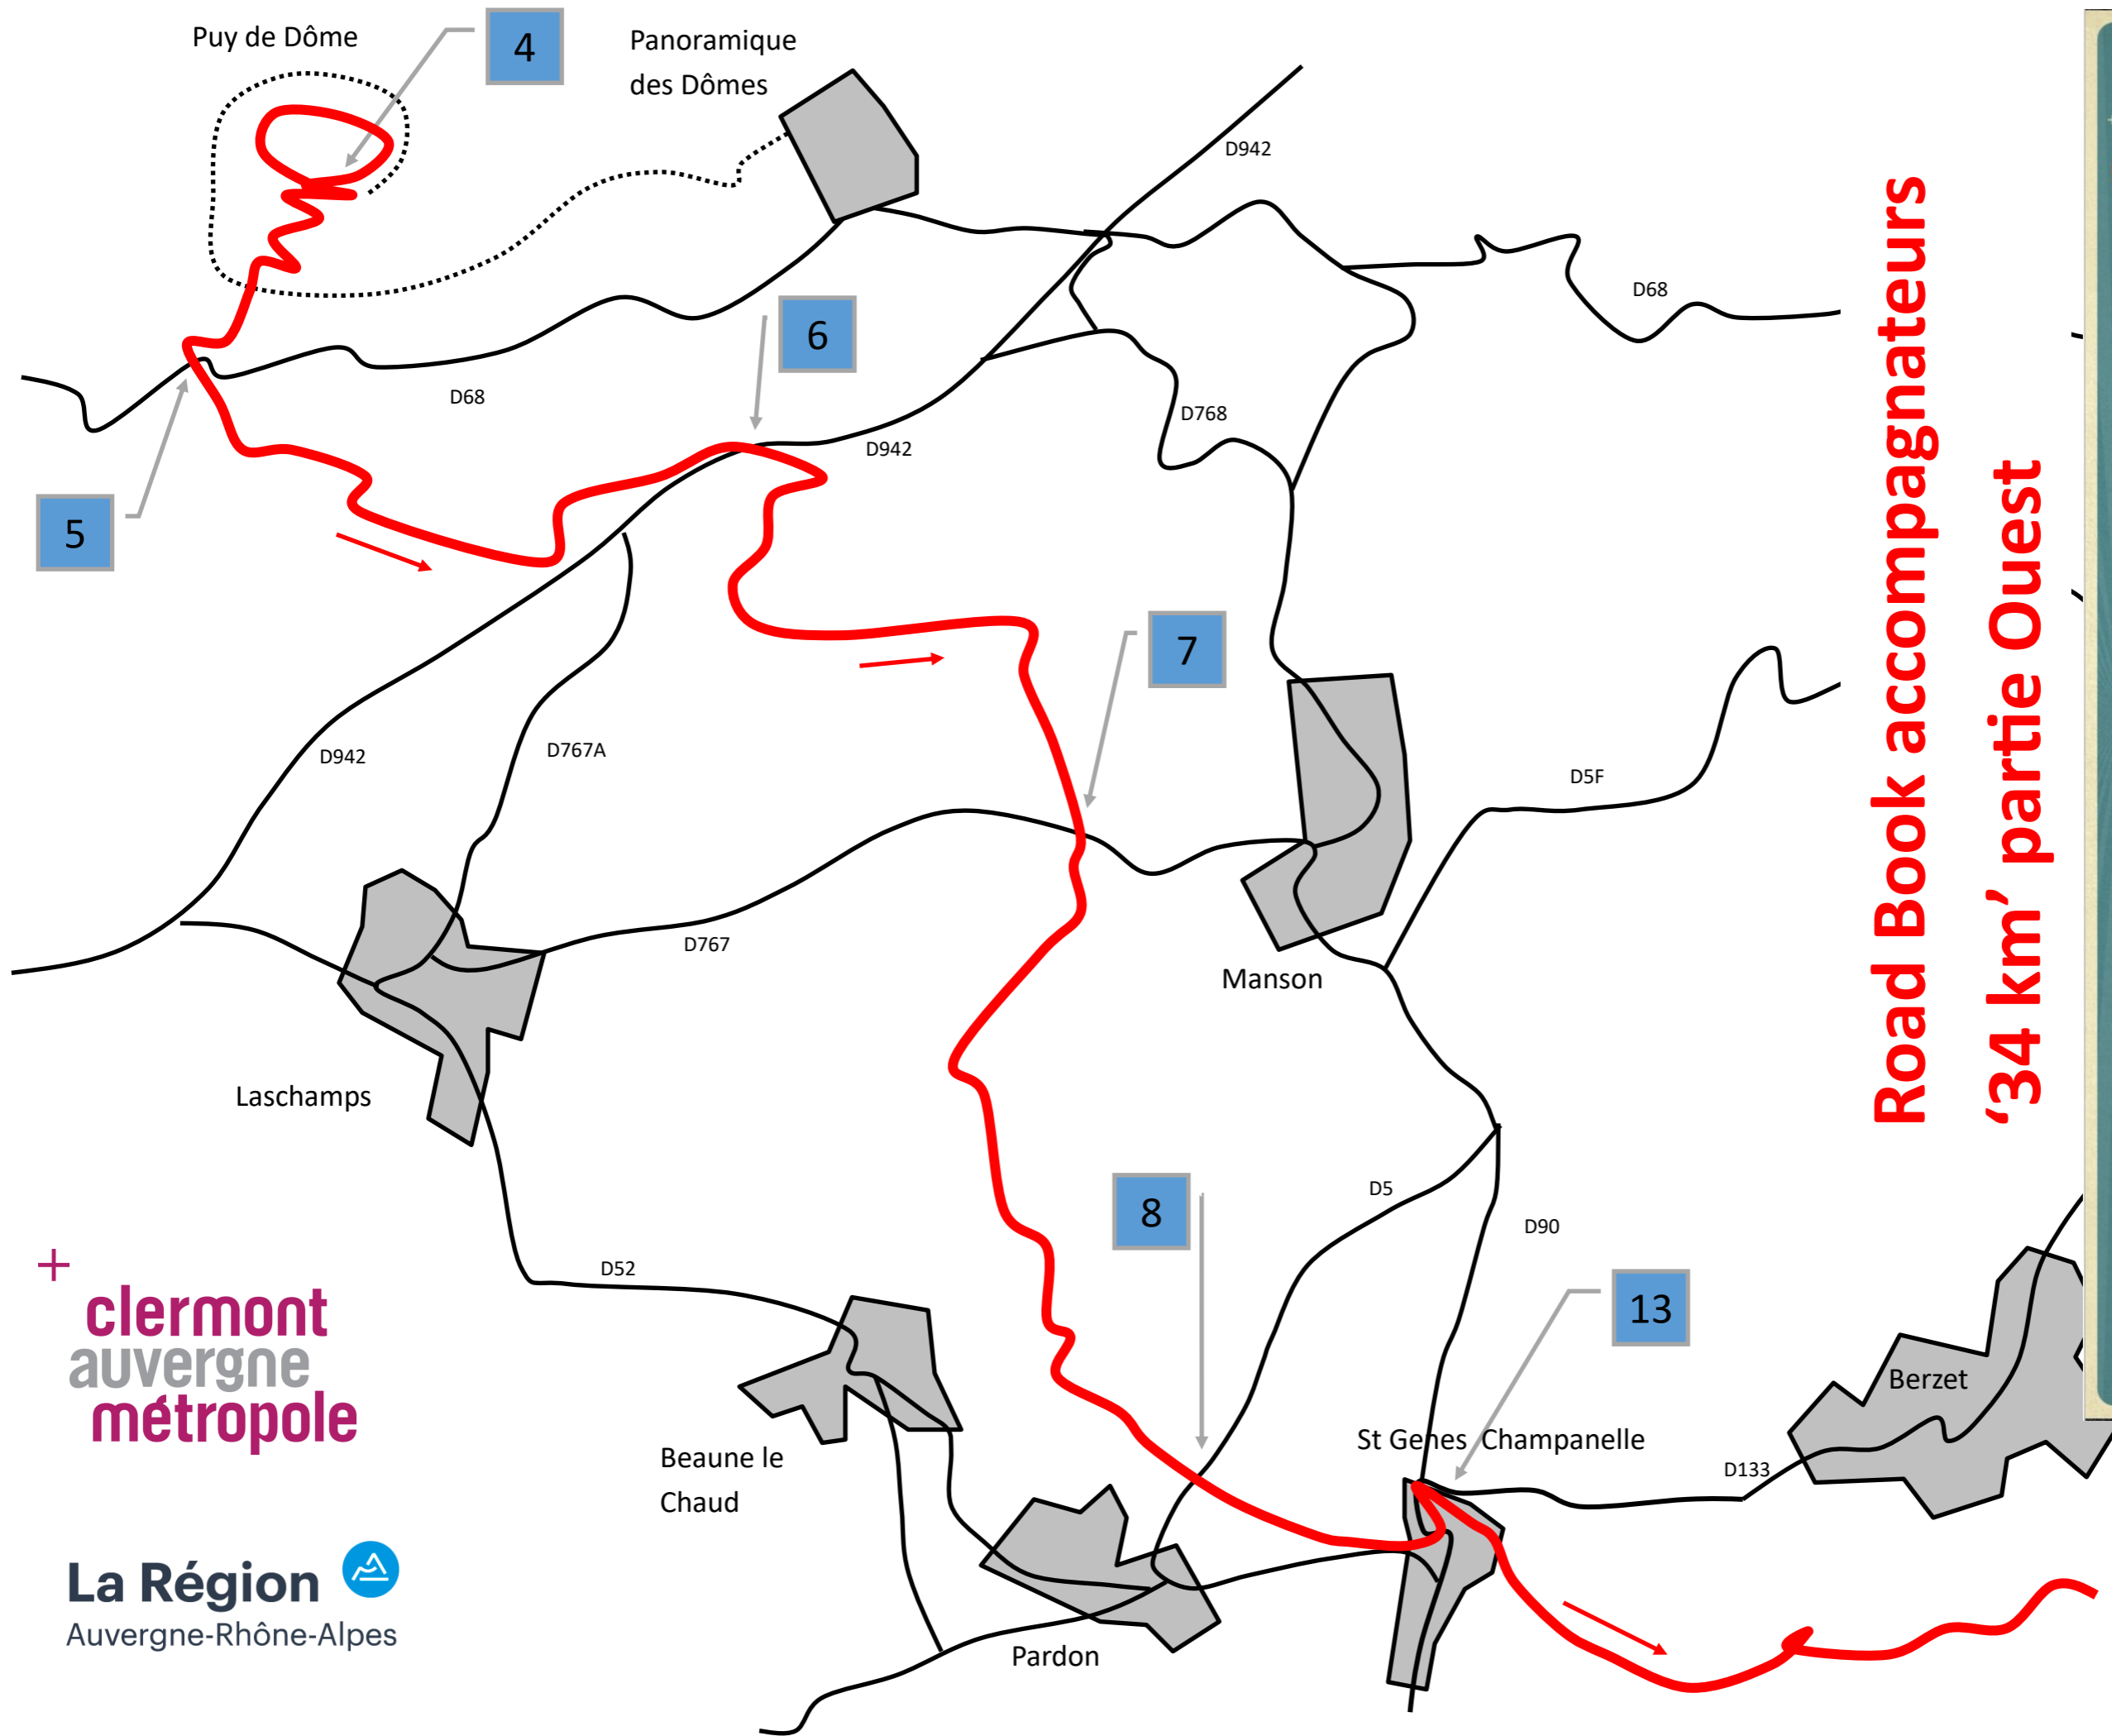 Puy de Dôme
4
Panoramique
des Dômes
D942
D68
6
D68
D942
D768
5
7
D942
D767A
D5F
D767
Manson
Laschamps
8
D5
D90
D52
13
Berzet
St Genes Champanelle
D133
Beaune le
Chaud
Pardon
Road Book accompagnateurs
‘34 km’ partie Ouest
clermont
auvergne
métropole
La Région
Auvergne-Rhône-Alpes